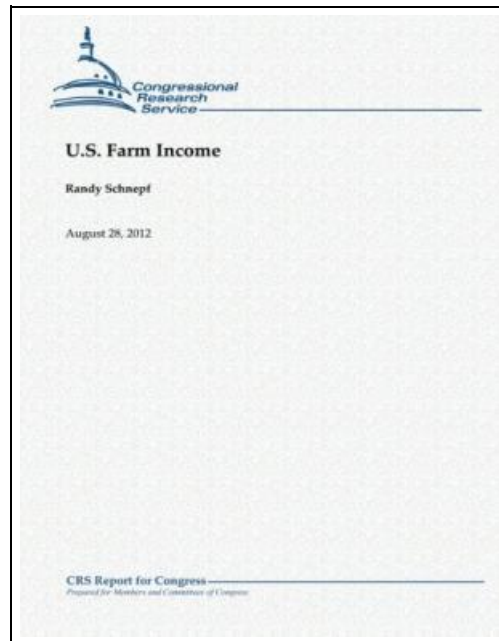 Congressional
Research
Service
U.S. Farm Income
Randy Schnepf
August 28, 2012
CRS Report for Congress
Prepared for Members and Committees of Congress